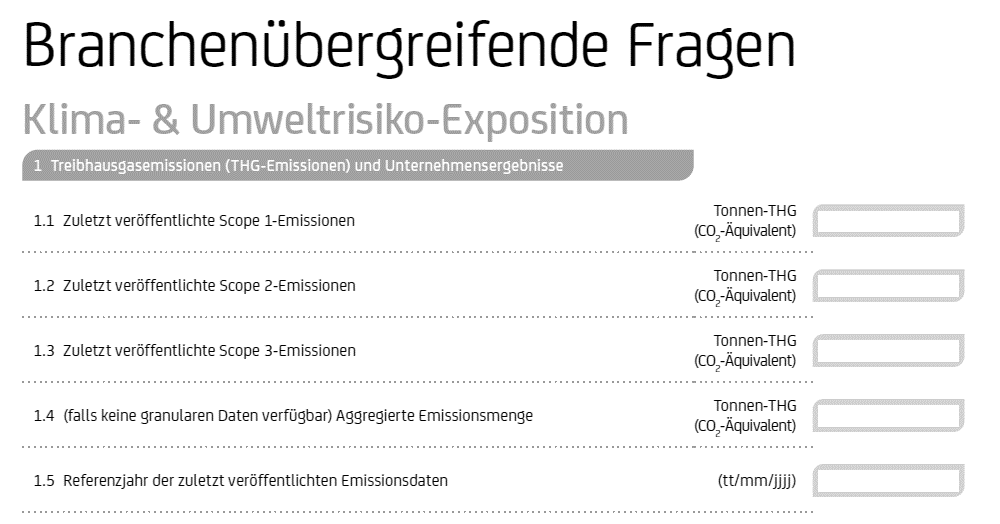 Branchenübergreifende Fragen
Klima- & Umweltrisiko-Exposition
1 Treibhausgasemissionen (THG-Emissionen) und Unternehmensergebnisse
1.1 Zuletzt veröffentlichte Scope 1-Emissionen
Tonnen-THG
(CO₂-Äquivalent)
1.2 Zuletzt veröffentlichte Scope 2-Emissionen
Tonnen-THG
(CO₂-Äquivalent)
1.3 Zuletzt veröffentlichte Scope 3-Emissionen
Tonnen-THG
(CO₂-Äquivalent)
1.4 (falls keine granularen Daten verfügbar) Aggregierte Emissionsmenge
Tonnen-THG
(CO₂-Äquivalent)
1.5 Referenzjahr der zuletzt veröffentlichten Emissionsdaten
(tt/mm/jjjj)